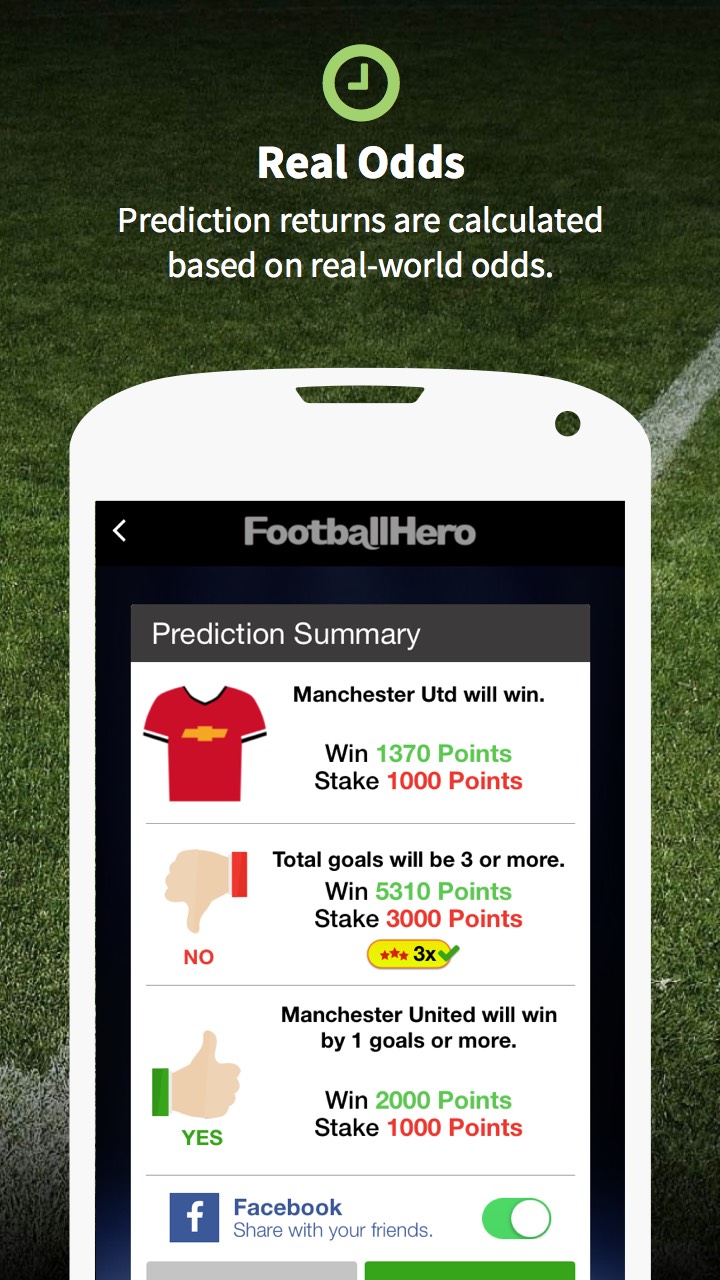 Real Odds
Prediction returns are calculated
based on real-world odds.
FootballHero
Prediction Summary
Manchester Utd will win.
Win 1370 Points
Stake 1000 Points
Total goals will be 3 or more.
Win 5310 Points
Stake 3000 Points
3x
NO
Manchester United will win
by 1 goals or more.
Win 2000 Points
Stake 1000 Points
YES
f
Facebook
Share with your friends.